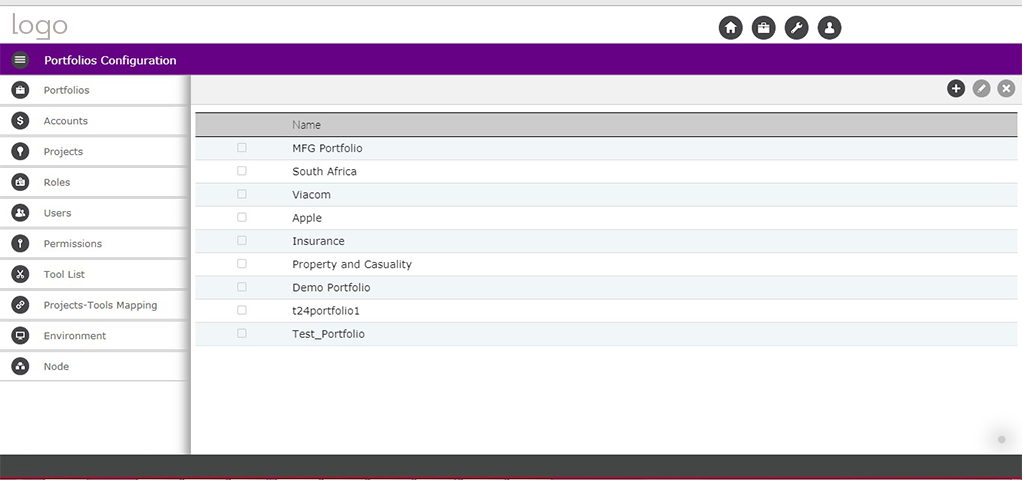 logo
Portfolios Configuration
Portfolios
Accounts
Projects
Roles
Users
Permissions
Tool List
Projects-Tools Mapping
Environment
Node
Name
MFG Portfolio
South Africa
Viacom
Apple
Insurance
Property and Casuality
Demo Portfolio
t24portfolio1
Test_Portfolio